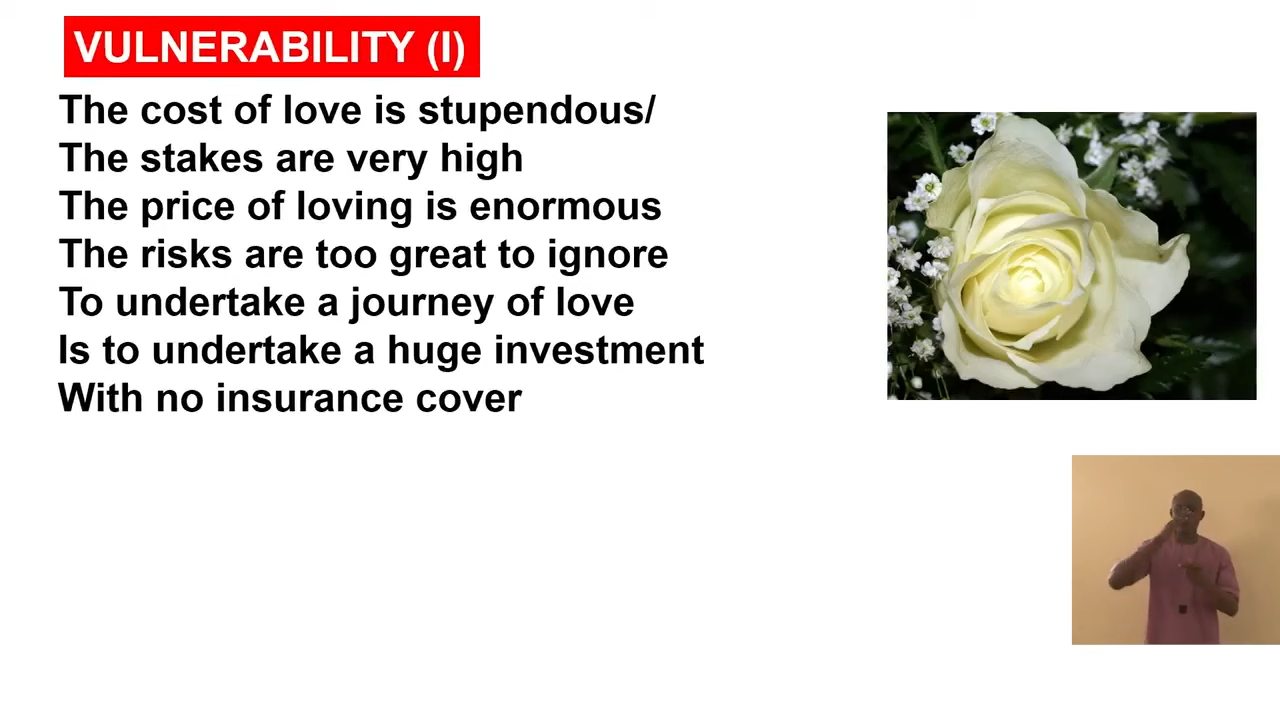 VULNERABILITY (I)
The cost of love is stupendous/
The stakes are very high
The price of loving is enormous
The risks are too great to ignore
To undertake a journey of love
Is to undertake a huge investment
With no insurance cover